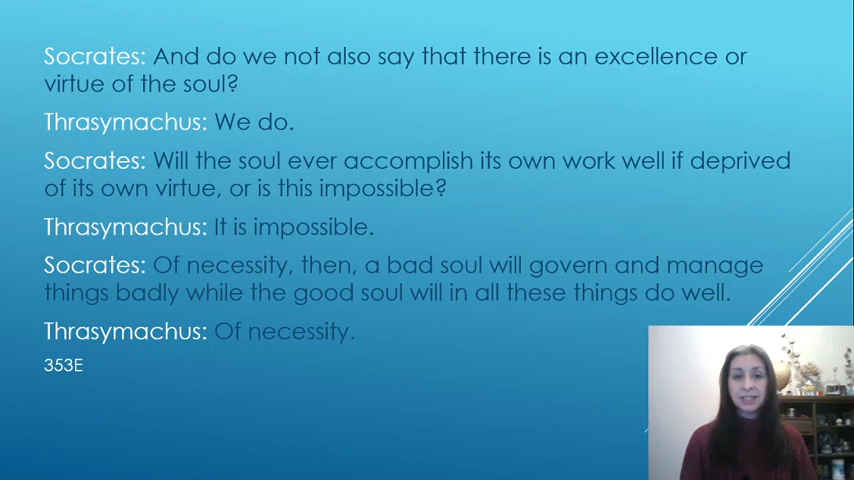 Socrates: And do we not also say that there is an excellence or
virtue of the soul?
Thrasymachus: We do.
Socrates: Will the soul ever accomplish its own work well if deprived
of its own virtue, or is this impossible?
Thrasymachus: It is impossible.
Socrates: Of necessity, then, a bad soul will govern and manage
things badly while the good soul will in all these things do well.
Thrasymachus: Of necessity.
353E